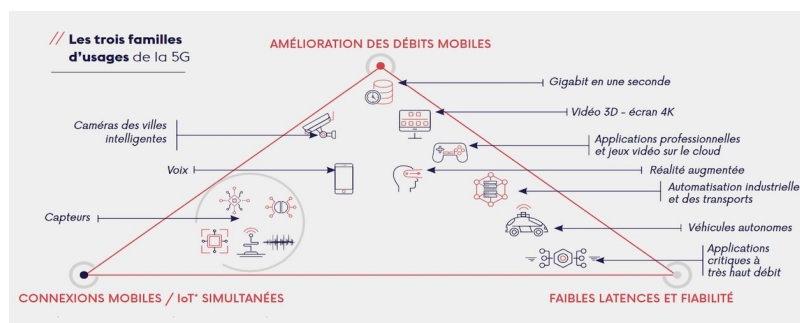 // Les trois familles
d'usages de la 5G
AMÉLIORATION DES DÉBITS MOBILES
Gigabit en une seconde
Vidéo 3D - écran 4K
Caméras des villes
intelligentes
Applications professionnelles
et jeux vidéo sur le cloud
Voix
Réalité augmentée
Automatisation industrielle
et des transports
Capteurs
Véhicules autonomes
Applications
critiques à
très haut débit
CONNEXIONS MOBILES / IoT* SIMULTANÉES
FAIBLES LATENCES ET FIABILITÉ